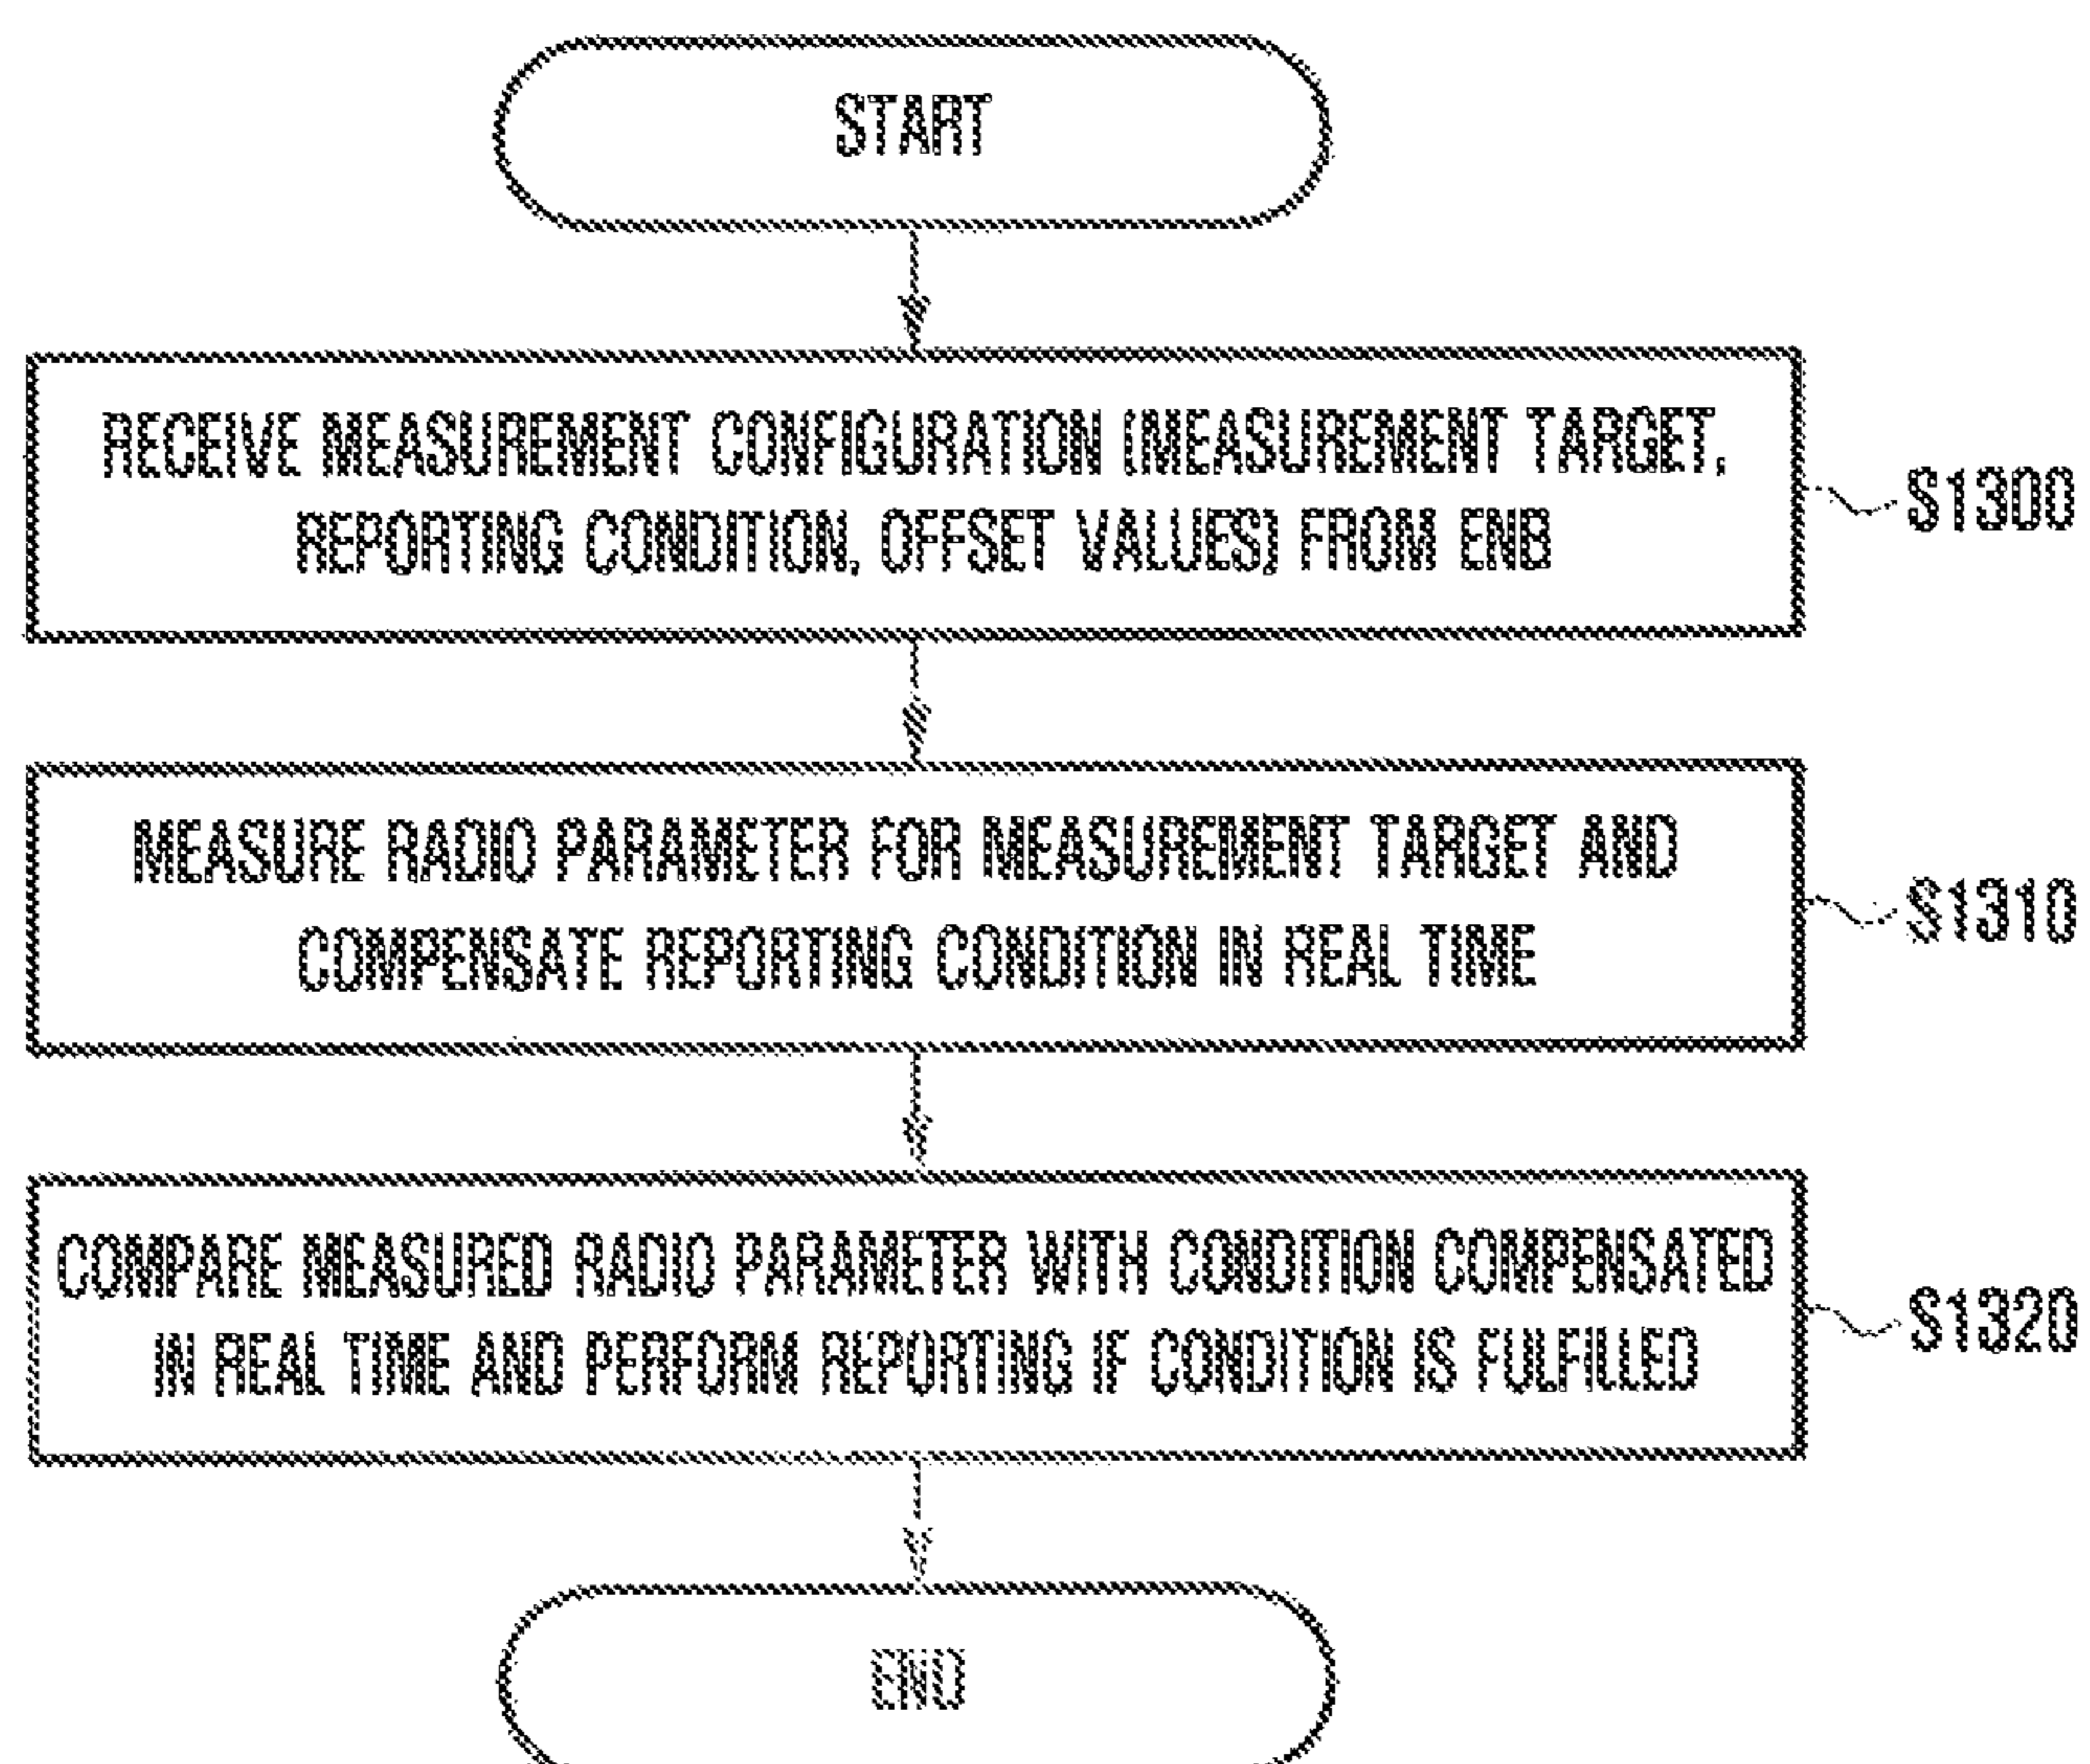 START
RECEIVE MEASUREMENT CONFIGURATION (MEASUREMENT TARGET,
REPORTING CONDITION, OFFSET VALUES) FROM ENB
S1300
MEASURE RADIO PARAMETER FOR MEASUREMENT TARGET AND
COMPENSATE REPORTING CONDITION IN REAL TIME
S1310
COMPARE MEASURED RADIO PARAMETER WITH CONDITION COMPENSATED
IN REAL TIME AND PERFORM REPORTING IF CONDITION IS FULFILLED
S1320
END